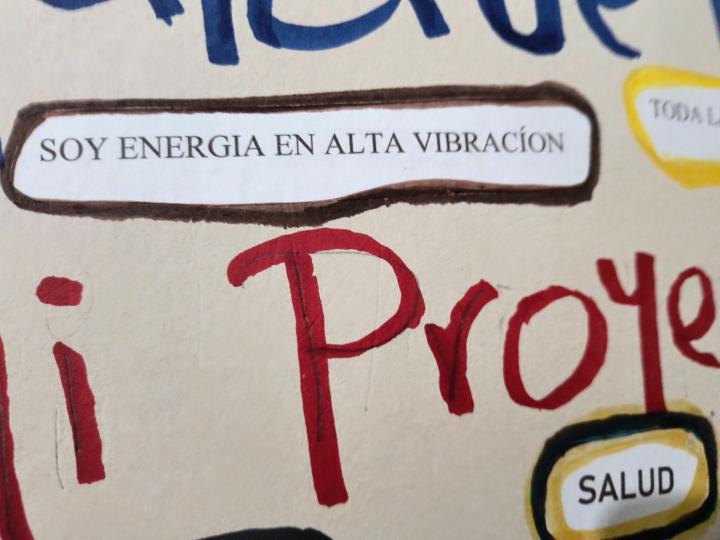 SOY ENERGIA EN ALTA VIBRACÍON
TODA
i Proye
SALUD